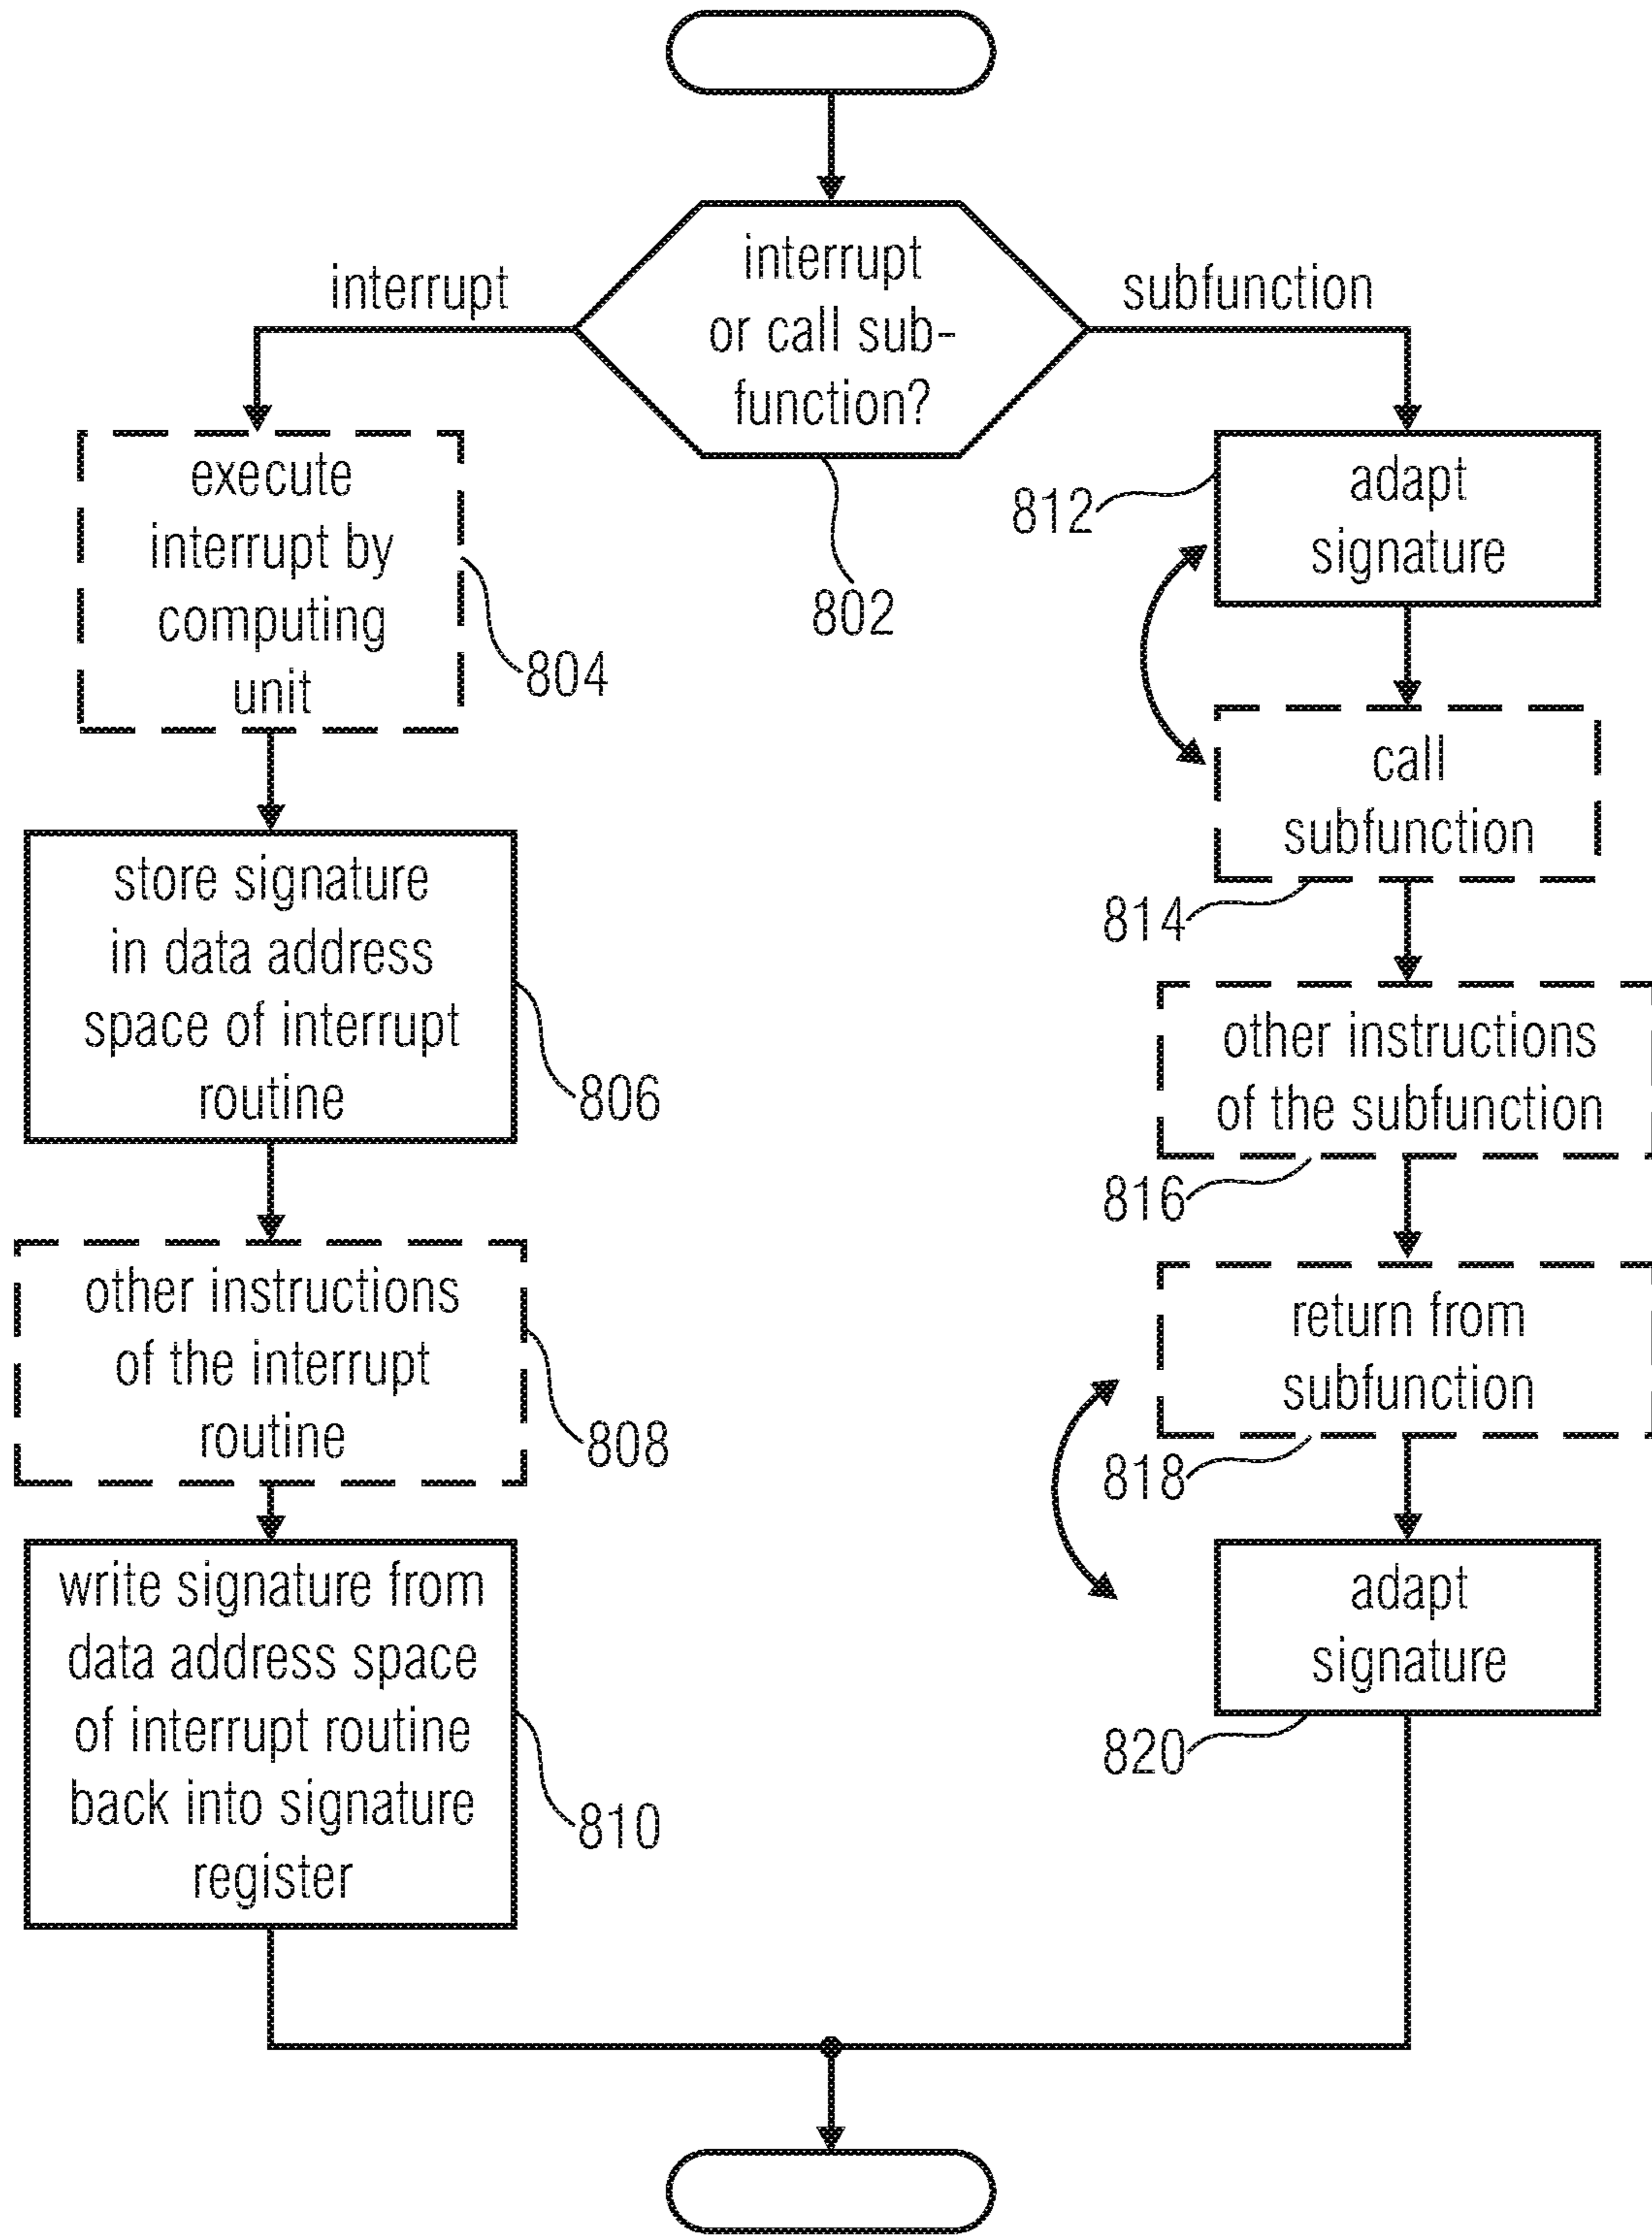 interrupt
or call sub-
function?
802
interrupt
execute
interrupt by
computing
unit
804
store signature
in data address
space of interrupt
routine
806
other instructions
of the interrupt
routine
808
write signature from
data address space
of interrupt routine
back into signature
register
810
subfunction
adapt
signature
812
call
subfunction
814
other instructions
of the subfunction
816
return from
subfunction
818
adapt
signature
820